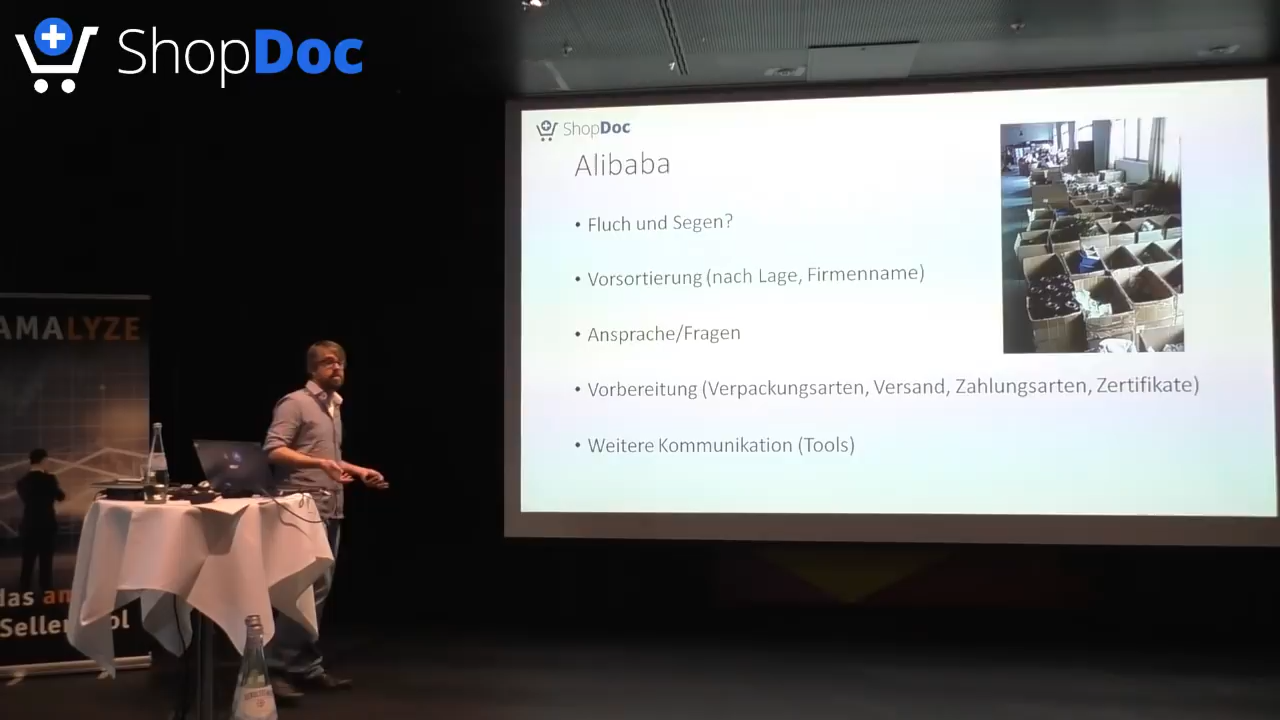 ShopDoc
ShopDoc
Alibaba
• Fluch und Segen?
• Vorsortierung (nach Lage, Firmenname)
• Ansprache/Fragen
• Vorbereitung (Verpackungsarten, Versand, Zahlungsarten, Zertifikate)
• Weitere Kommunikation (Tools)
AMALYZE
das